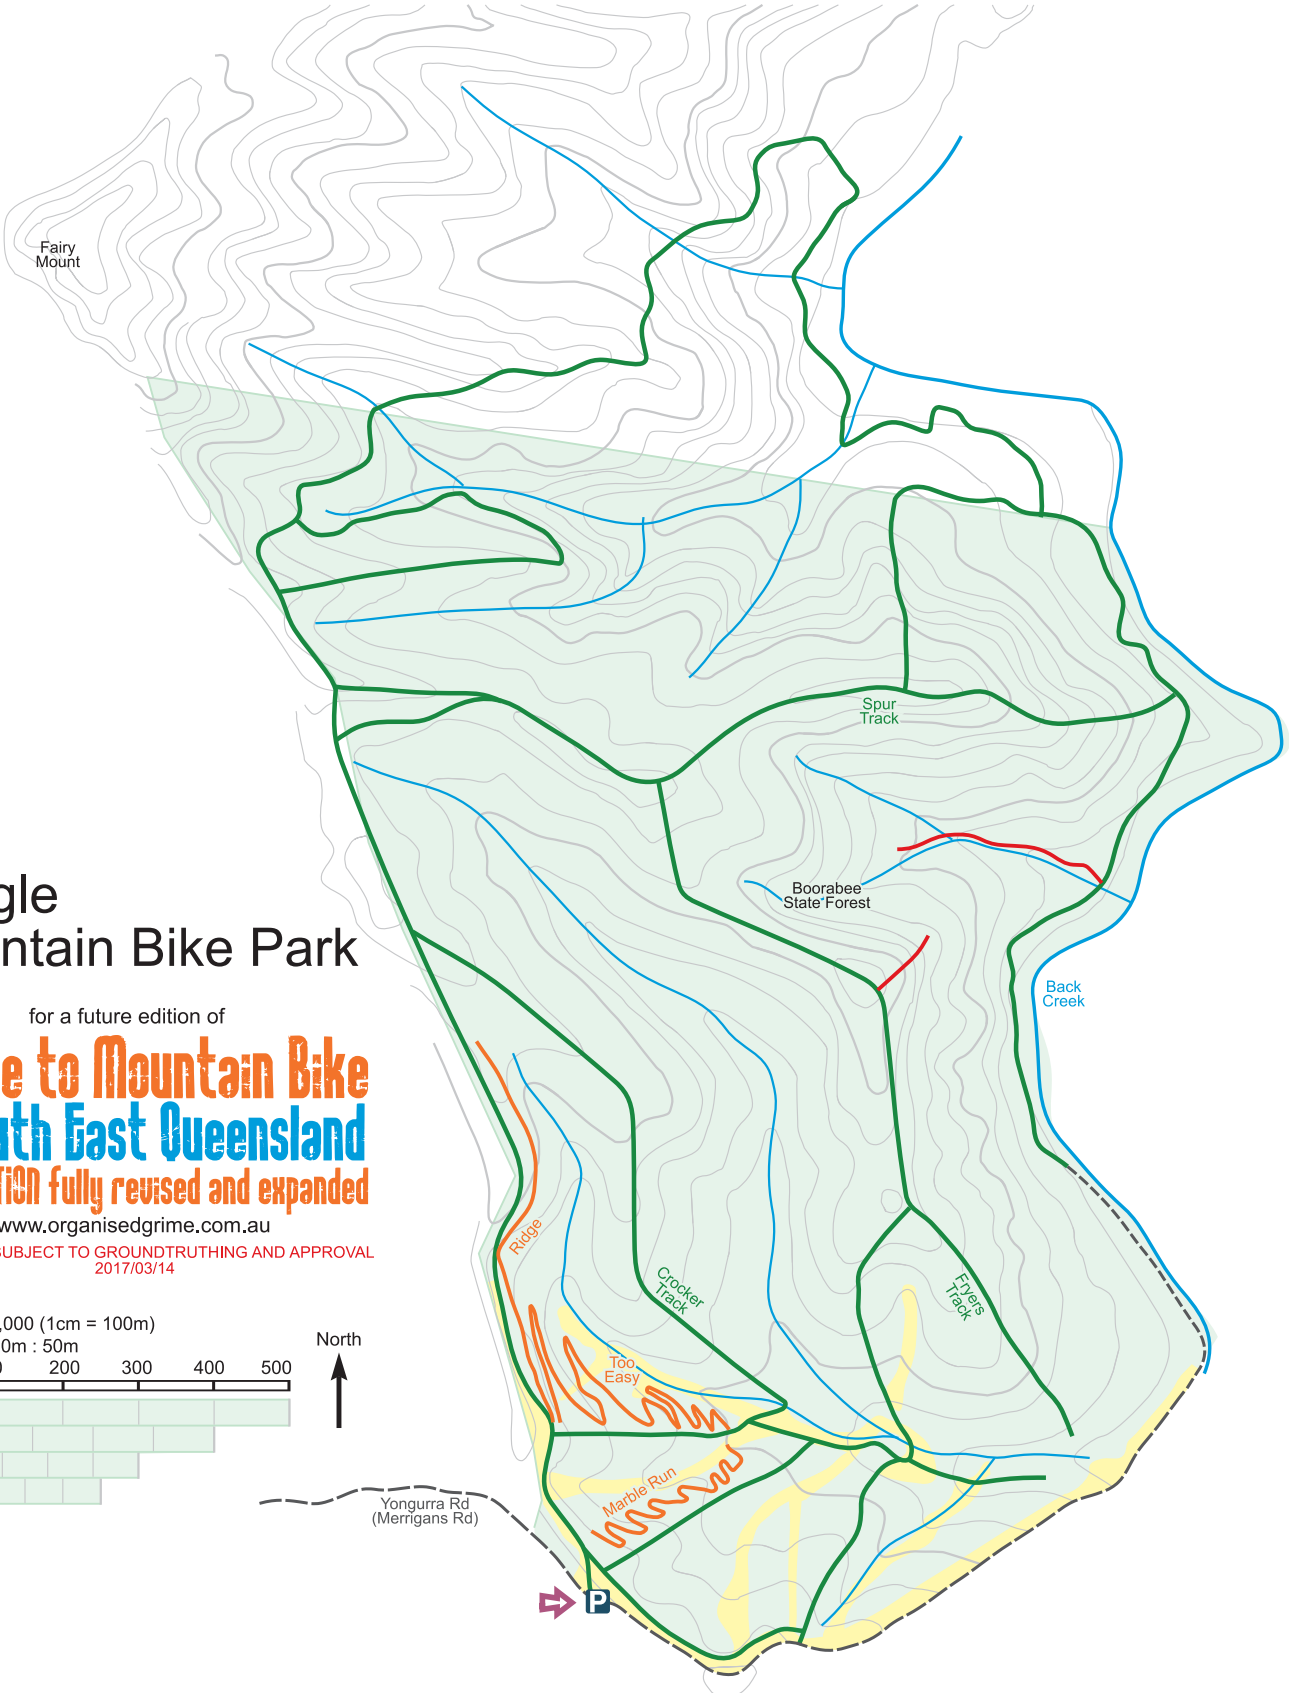 Fairy
Mount
Spur
Track
gle
ntain Bike Park
Boorabee
State Forest
for a future edition of
e to Mountain Bike
uth East Queensland
TiON fully revised and expanded
www.organisedgrime.com.au
SUBJECT TO GROUNDTRUTHING AND APPROVAL
2017/03/14
Back
Creek
Ridge
Crocker
Track
Fryers
Track
,000 (1cm = 100m)
0m : 50m
0 200 300 400 500
North
Too
Easy
Marble Run
Yongurra Rd
(Merrigans Rd)
P